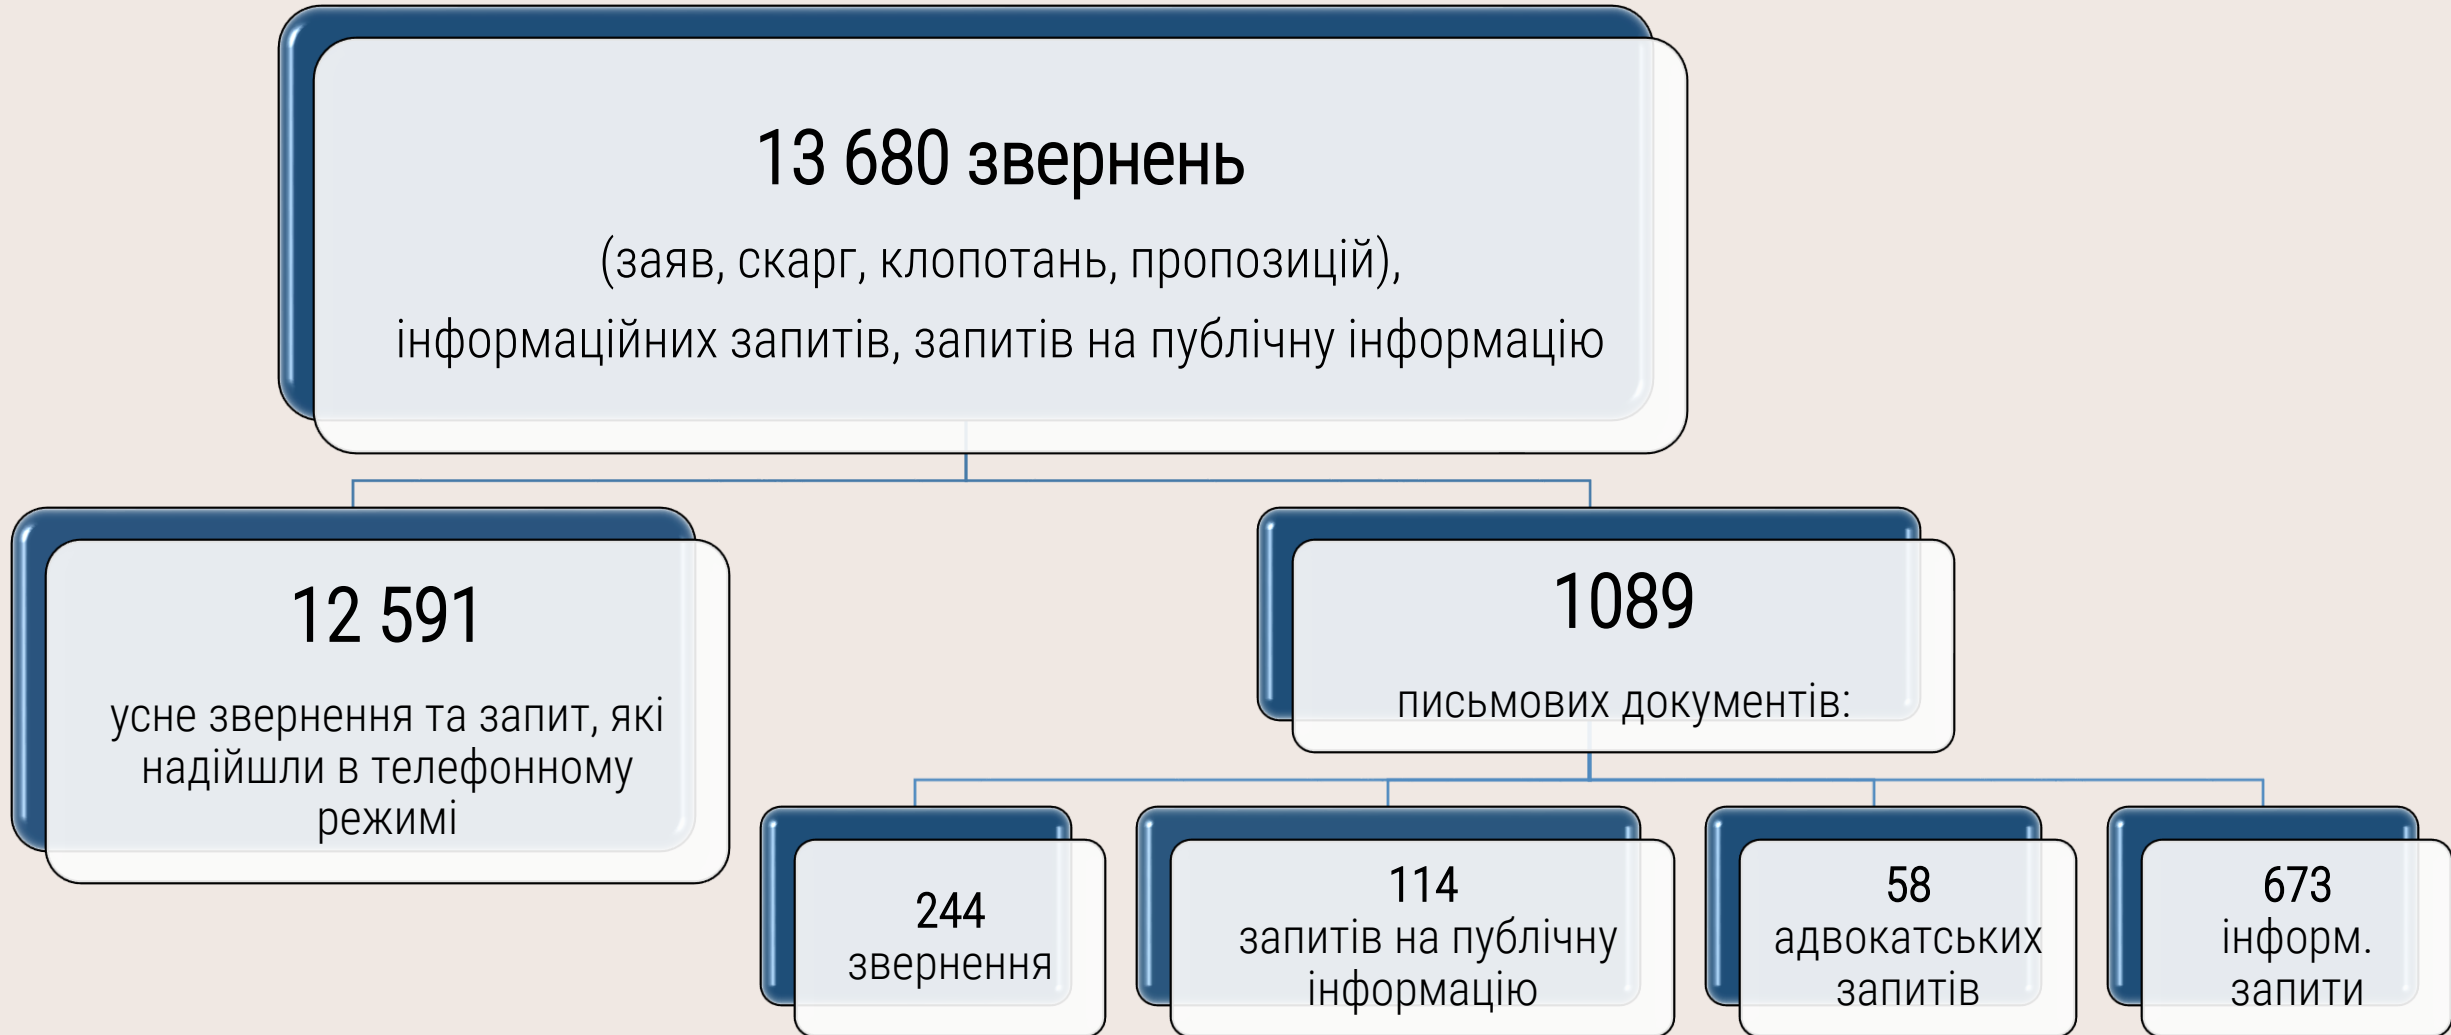 13 680 звернень
(заяв, скарг, клопотань, пропозицій),
інформаційних запитів, запитів на публічну інформацію
12 591
усне звернення та запит, які
надійшли в телефонному
режимі
1089
письмових документів:
244
звернення
114
запитів на публічну
інформацію
58
адвокатських
запитів
673
інформ.
запити